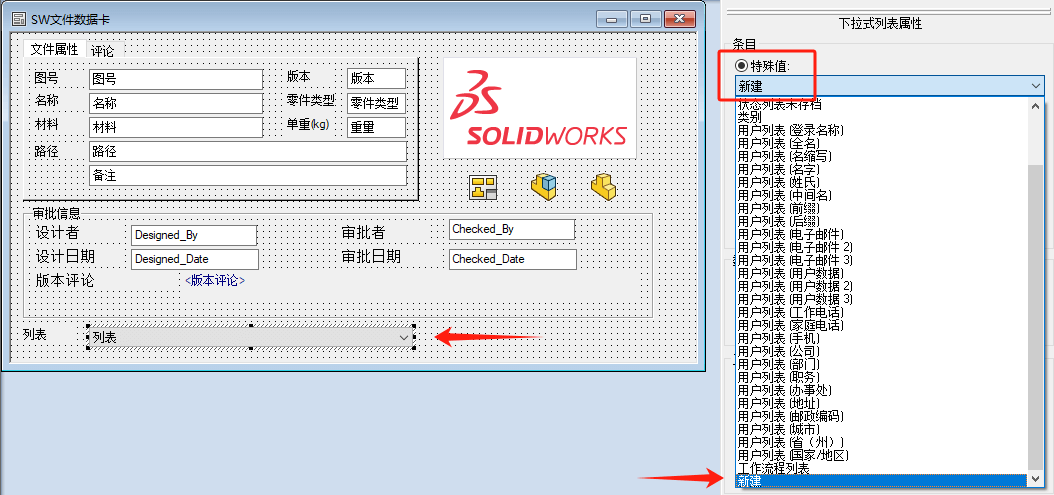 SW文件数据卡
文件属性 评论
图号 图号 版本 版本
名称 名称 零件类型 零件类型
材料 材料 单重(kg) 重量
路径 路径
备注
SOLIDWORKS
审批信息
设计者 Designed_By 审批者 Checked_By
设计日期 Designed_Date 审批日期 Checked_Date
版本评论 <版本评论>
列表 列表
下拉式列表属性
条目
特殊值:
新建
状态列表未存档
类别
用户列表 (登录名称)
用户列表 (全名)
用户列表 (名缩写)
用户列表 (名字)
用户列表 (姓氏)
用户列表 (中间名)
用户列表 (前缀)
用户列表 (后缀)
用户列表 (电子邮件)
用户列表 (电子邮件 2)
用户列表 (电子邮件 3)
用户列表 (用户数据)
用户列表 (用户数据 2)
用户列表 (用户数据 3)
用户列表 (工作电话)
用户列表 (家庭电话)
用户列表 (手机)
用户列表 (公司)
用户列表 (部门)
用户列表 (职务)
用户列表 (办事处)
用户列表 (地址)
用户列表 (邮政编码)
用户列表 (城市)
用户列表 (省（州）)
用户列表 (国家/地区)
工作流程列表
新建